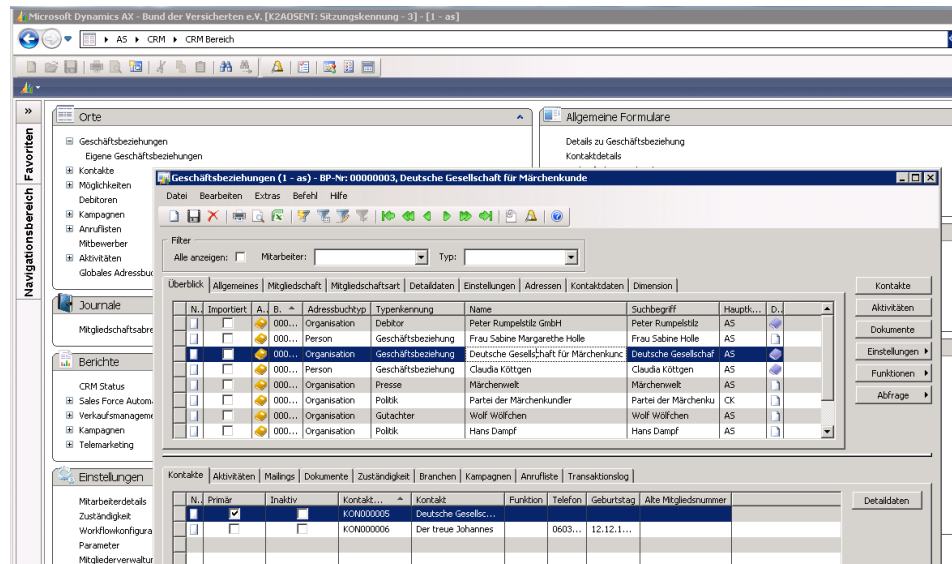 Microsoft Dynamics AX - Bund der Versicherten e.V. [K2AOSENT: Sitzungskennung - 3] - [1 - as]
AS CRM CRM Bereich
Navigationsbereich Favoriten
Orte
Geschäftsbeziehungen
Eigene Geschäftsbeziehungen
Kontakte
Möglichkeiten
Debitoren
Kampagnen
Anruflisten
Mitbewerber
Aktivitäten
Globales Adressbuc
Journale
Mitgliedschaftsabre
Berichte
CRM Status
Sales Force Autom
Verkaufsmanageme
Kampagnen
Telemarketing
Einstellungen
Mitarbeiterdetails
Zuständigkeit
Workflowkonfigura
Parameter
Mitgliederverwaltur
Allgemeine Formulare
Details zu Geschäftsbeziehung
Kontaktdetails
Geschäftsbeziehungen (1 - as) - BP-Nr: 00000003, Deutsche Gesellschaft für Märchenkunde
Datei Bearbeiten Extras Befehl Hilfe
Filter
Alle anzeigen: Mitarbeiter: Typ:
Überblick Allgemeines Mitgliedschaft Mitgliedschaftsart Detaildaten Einstellungen Adressen Kontaktdaten Dimension
N.. Importiert A.. B. Adressbuchtyp Typenkennung Name Suchbegriff Hauptk... D..
000... Organisation Debitor Peter Rumpelstilz GmbH Peter Rumpelstilz AS
000... Person Geschäftsbeziehung Frau Sabine Margarethe Holle Frau Sabine Holle AS
000... Organisation Geschäftsbeziehung Deutsche Gesellschaft für Märchenkunc Deutsche Gesellschaf AS
000... Person Geschäftsbeziehung Claudia Köttgen Claudia Köttgen AS
000... Organisation Presse Märchenwelt Märchenwelt AS
000... Organisation Politik Partei der Märchenkundler Partei der Märchenku CK
000... Organisation Gutachter Wolf Wölfchen Wolf Wölfchen AS
000... Organisation Politik Hans Dampf Hans Dampf AS
Kontakte
Aktivitäten
Dokumente
Einstellungen
Funktionen
Abfrage
Kontakte Aktivitäten Mailings Dokumente Zuständigkeit Branchen Kampagnen Anrufliste Transaktionslog
N.. Primär Inaktiv Kontakt... Kontakt Funktion Telefon Geburtstag Alte Mitgliedsnummer
KON000005 Deutsche Gesellsc...
KON000006 Der treue Johannes 0603... 12.12.1...
Detaildaten